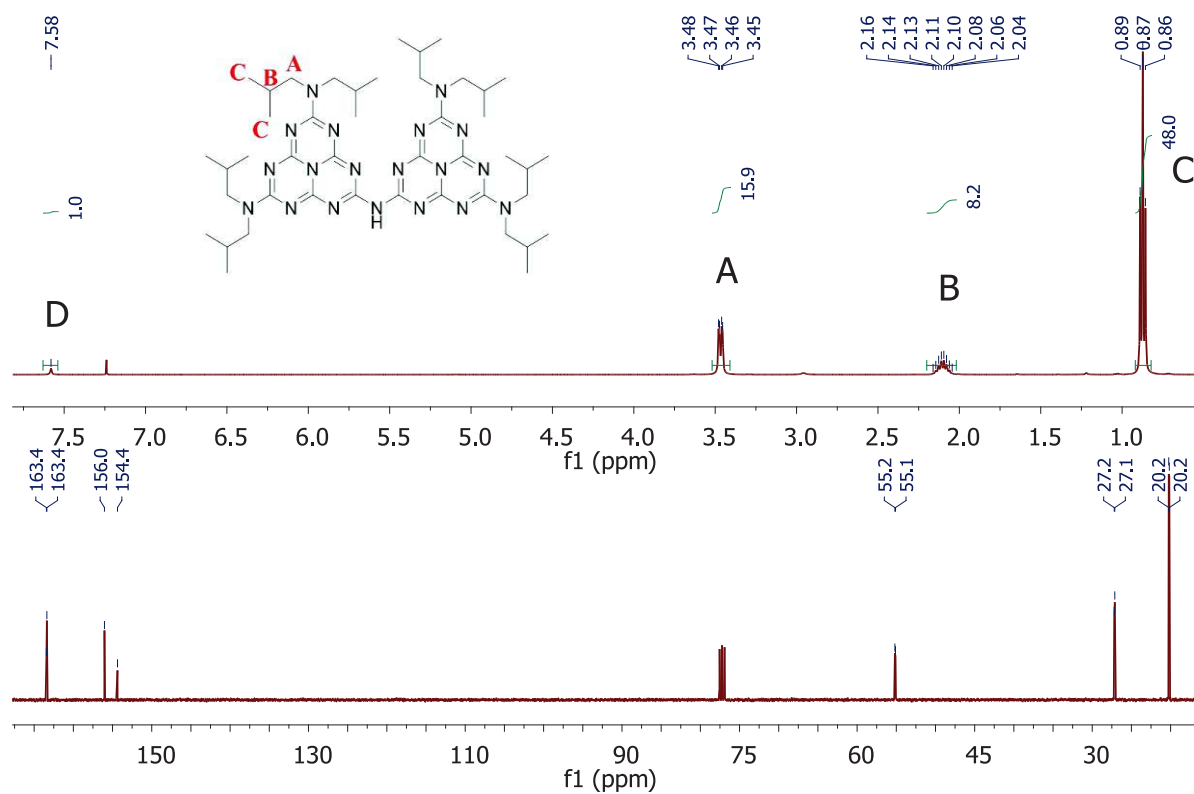 7.58
3.48
3.47
3.46
3.45
2.16
2.14
2.13
2.11
2.10
2.08
2.06
2.04
0.89
0.87
0.86
C B A
C
N N
N N N N
N N N N N N
N N N N N N N N N
H
1.0
15.9
8.2
48.0
C
D
A
B
7.5 7.0 6.5 6.0 5.5 5.0 4.5 4.0 3.5 3.0 2.5 2.0 1.5 1.0
f1 (ppm)
163.4
163.4
156.0
154.4
55.2
55.1
27.2
27.1
20.2
20.2
150 130 110 90 75 60 45 30
f1 (ppm)